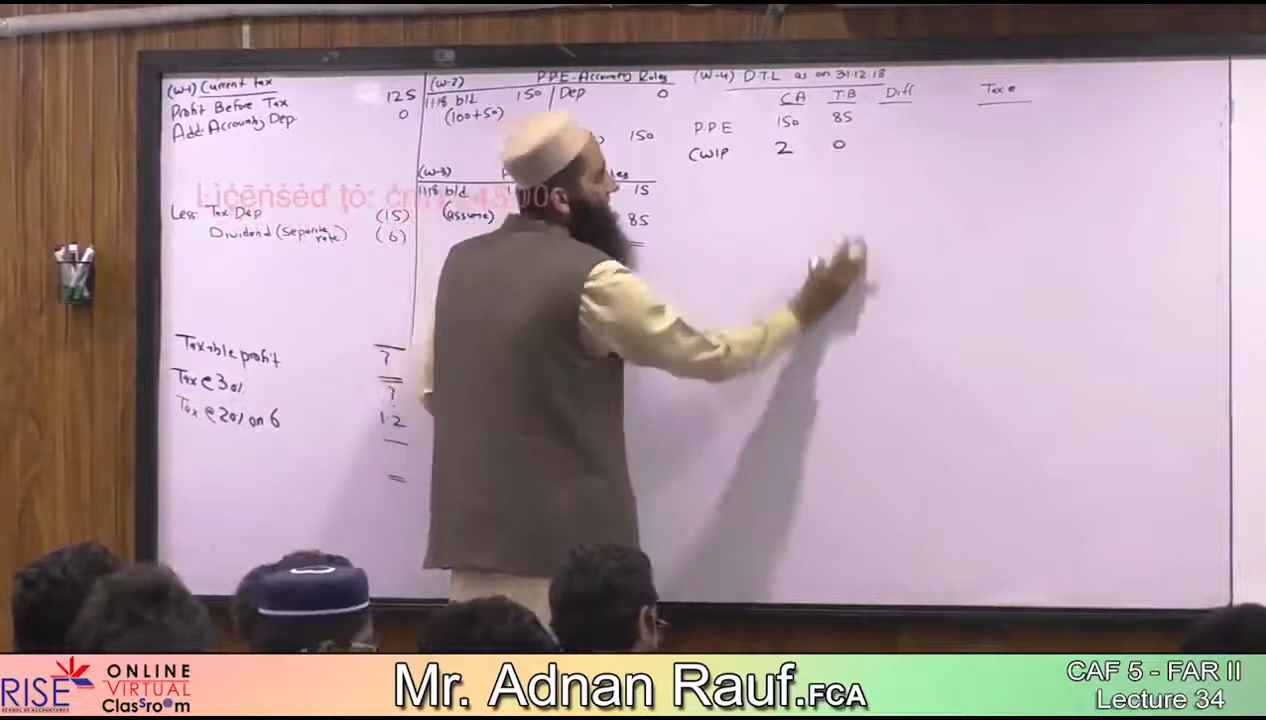 (W-1) Current tax
Profit Before Tax 125
Add: Accounting Dep 0
Less: Tax Dep (15)
Dividend (Separate rate) (6)
Taxable profit ?
Tax @ 30% ?
Tax @ 20% on 6 1.2
(W-2) PPE - Accounting Rules
1.1.18 b/d 150 Dep 0
(100+50)
150
(W-3)
1.1.18 b/d 15
(assume) 85
(W-4) D.T.L as on 31.12.18
C.A T.B Diff Tax @
PPE 150 85
CWIP 2 0
Licensed to:
RISE
SCHOOL OF ACCOUNTANCY
ONLINE
VIRTUAL
Classroom
Mr. Adnan Rauf.FCA
CAF 5 - FAR II
Lecture 34